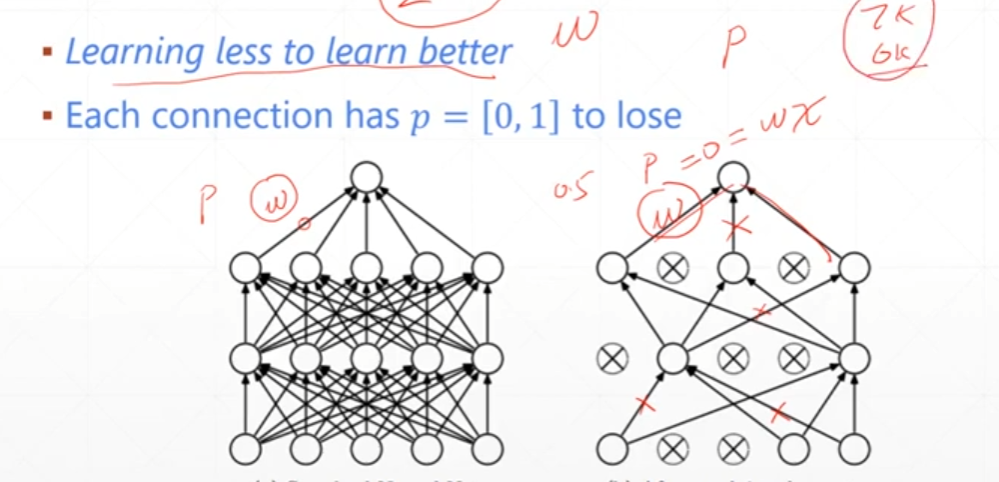 7K
6K
▪ Learning less to learn better
w
p
▪ Each connection has p = [0, 1] to lose
P =0= wx
P w
0.5
w